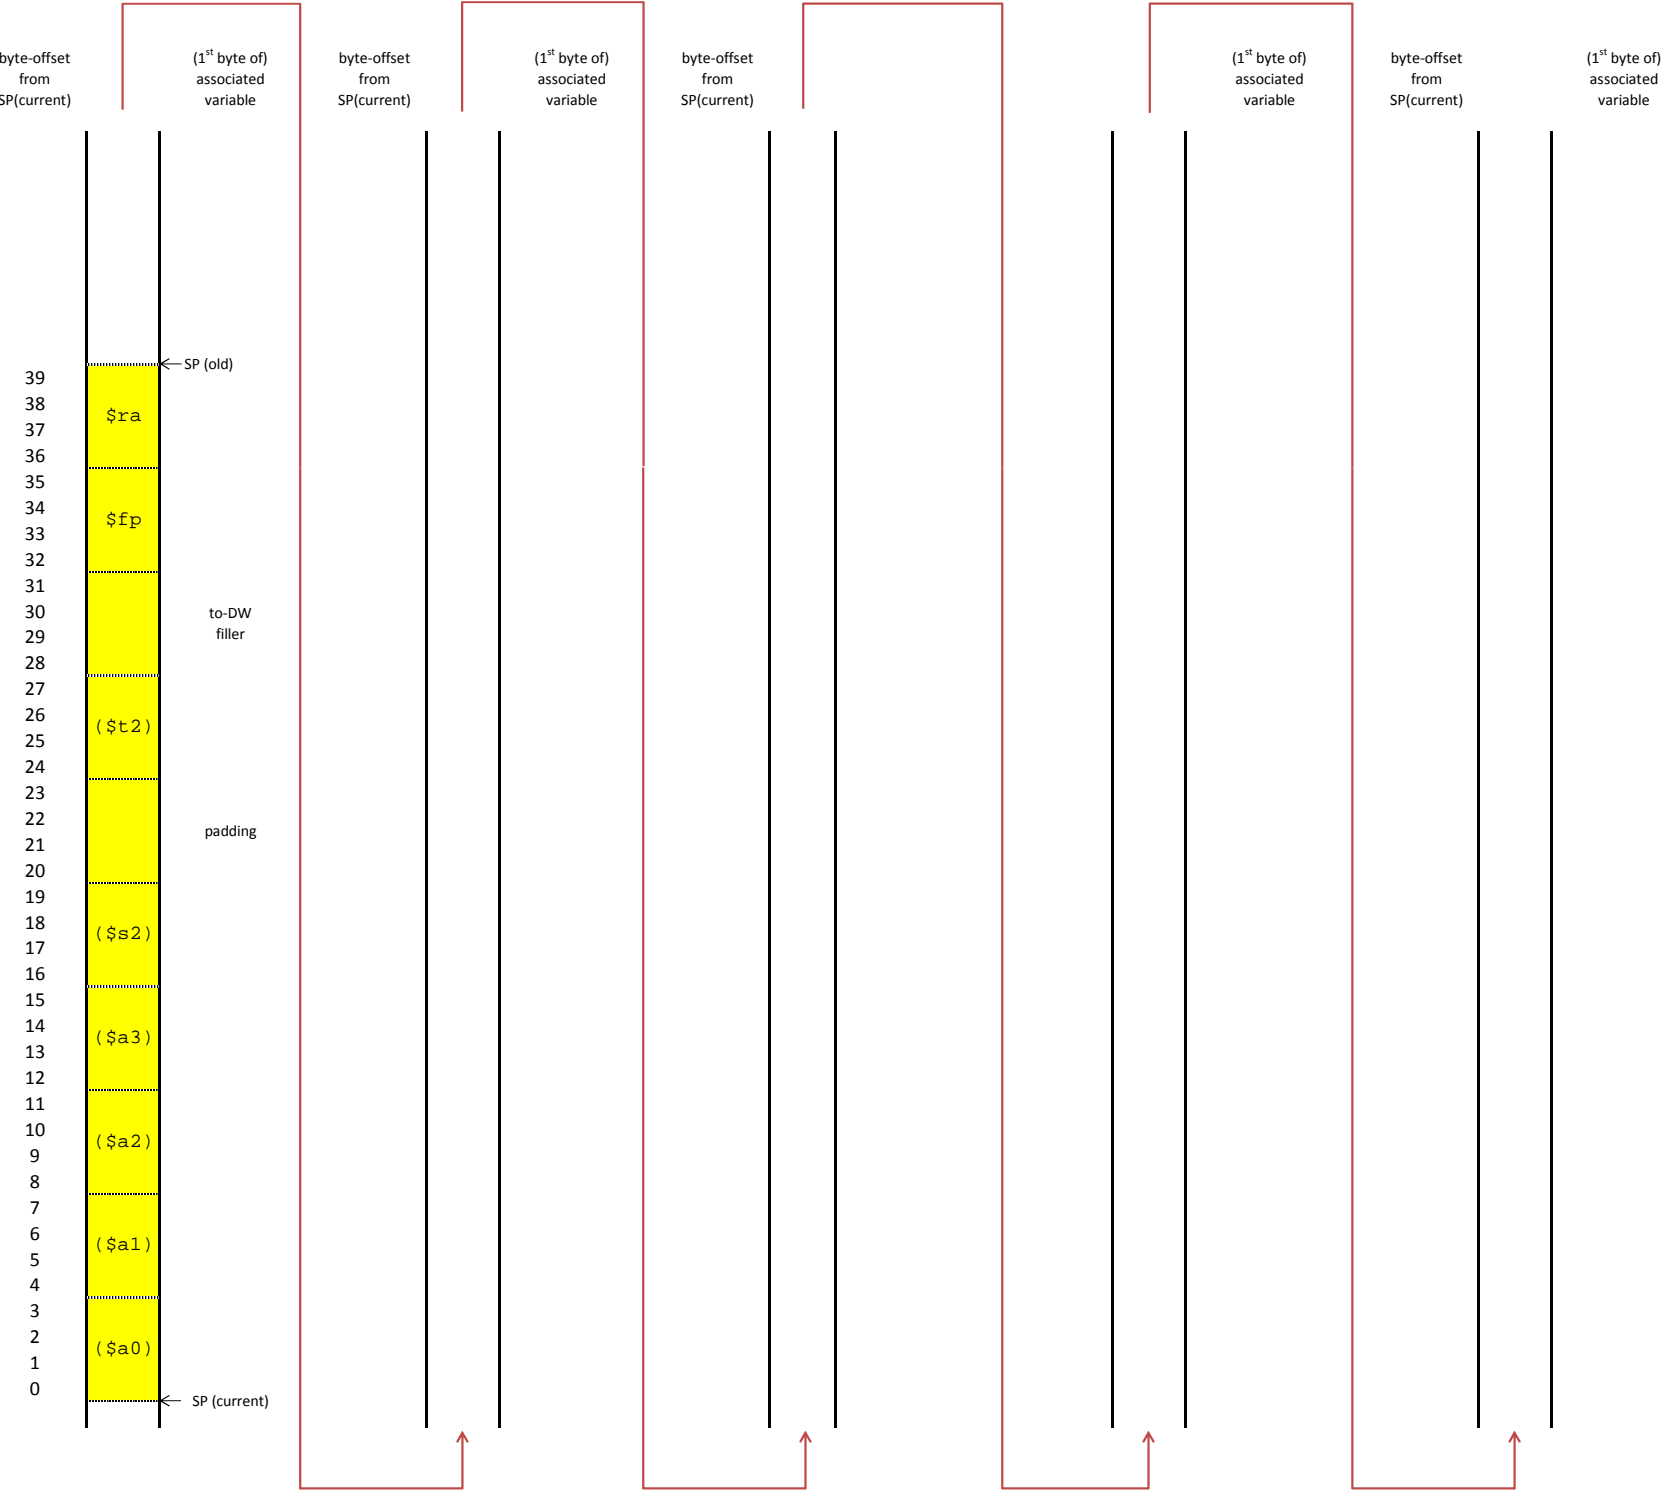 byte-offset
from
SP(current)
(1st byte of)
associated
variable
byte-offset
from
SP(current)
(1st byte of)
associated
variable
byte-offset
from
SP(current)
(1st byte of)
associated
variable
byte-offset
from
SP(current)
(1st byte of)
associated
variable
SP (old)
39
38
$ra
37
36
35
34
$fp
33
32
31
30
to-DW
29
filler
28
27
26
($t2)
25
24
23
22
padding
21
20
19
18
($s2)
17
16
15
14
($a3)
13
12
11
10
($a2)
9
8
7
6
($a1)
5
4
3
2
($a0)
1
0
SP (current)